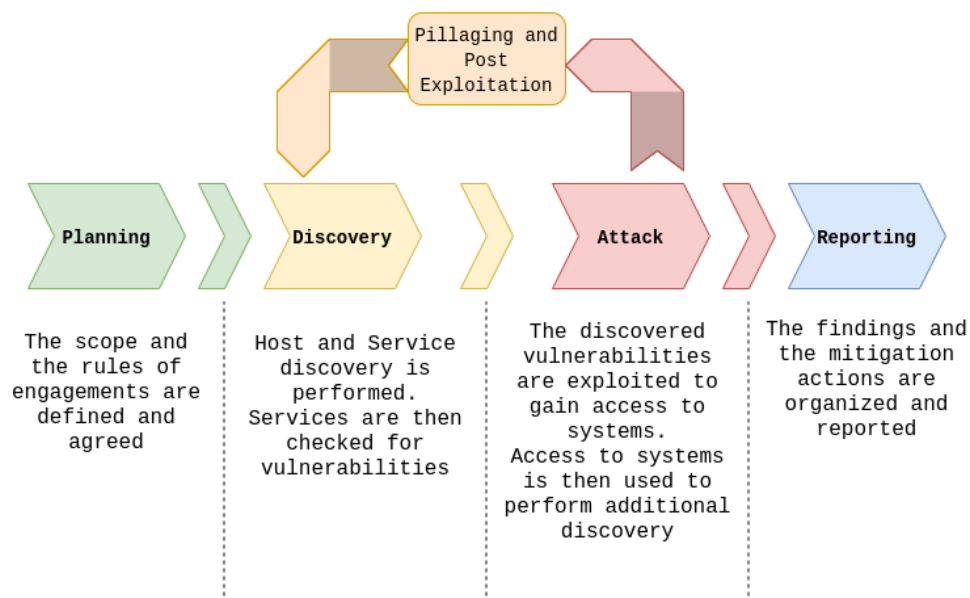 Pillaging and
Post
Exploitation
Planning
Discovery
Attack
Reporting
The scope and
the rules of
engagements are
defined and
agreed
Host and Service
discovery is
performed.
Services are then
checked for
vulnerabilities
The discovered
vulnerabilities
are exploited to
gain access to
systems.
Access to systems
is then used to
perform additional
discovery
The findings and
the mitigation
actions are
organized and
reported